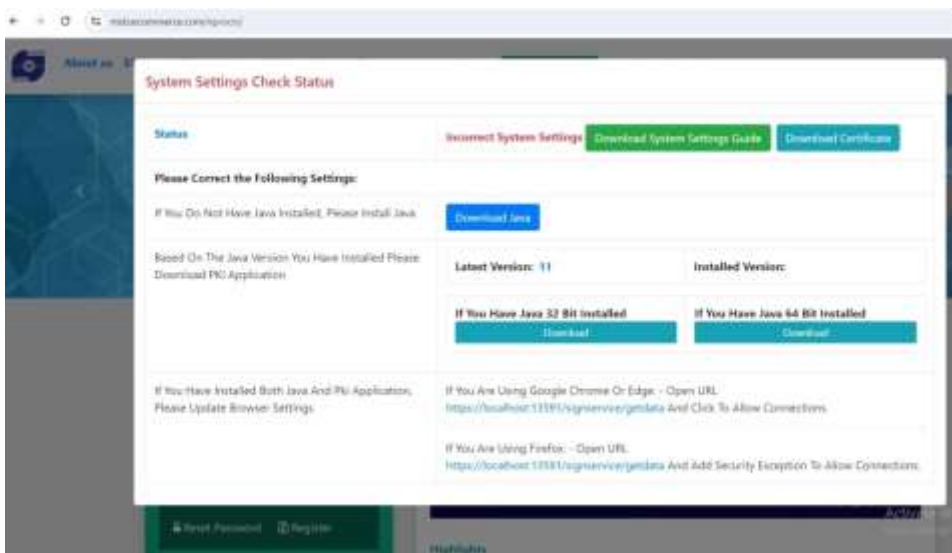 About us
System Settings Check Status
Status
Incorrect System Settings
Download System Settings Guide
Download Certificate
Please Correct the Following Settings:
If You Do Not Have Java Installed, Please Install Java
Download Java
Based On The Java Version You Have Installed Please
Download PKI Application
Latest Version: 11
Installed Version:
If You Have Java 32 Bit Installed
Download
If You Have Java 64 Bit Installed
Download
If You Have Installed Both Java And Pki Application,
Please Update Browser Settings
If You Are Using Google Chrome Or Edge: - Open URL
And Click To Allow Connections
If You Are Using Firefox: - Open URL
And Add Security Exception To Allow Connections.
Reset Password
Register
Highlights